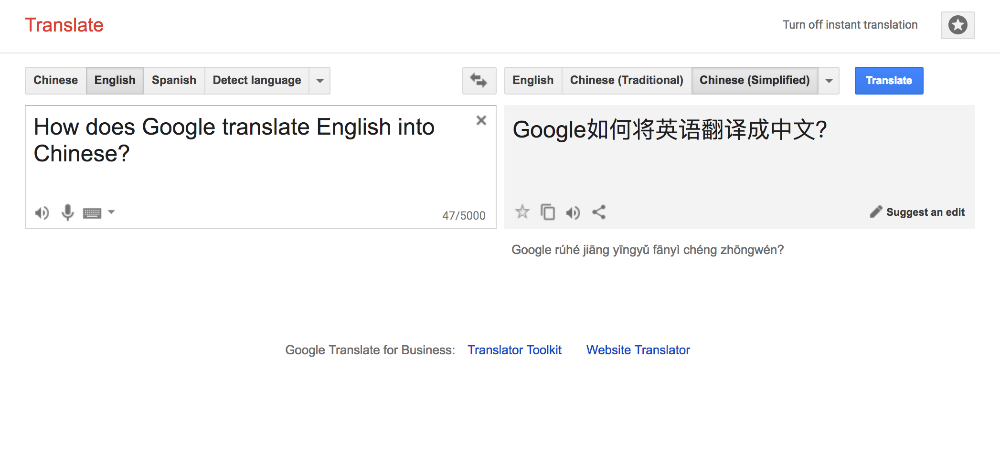 Translate
Turn off instant translation
Chinese English Spanish Detect language
English Chinese (Traditional) Chinese (Simplified)
Translate
How does Google translate English into
Chinese?
47/5000
Google如何将英语翻译成中文?
Suggest an edit
Google rúhé jiāng yīngyǔ fānyì chéng zhōngwén?
Google Translate for Business: Translator Toolkit Website Translator